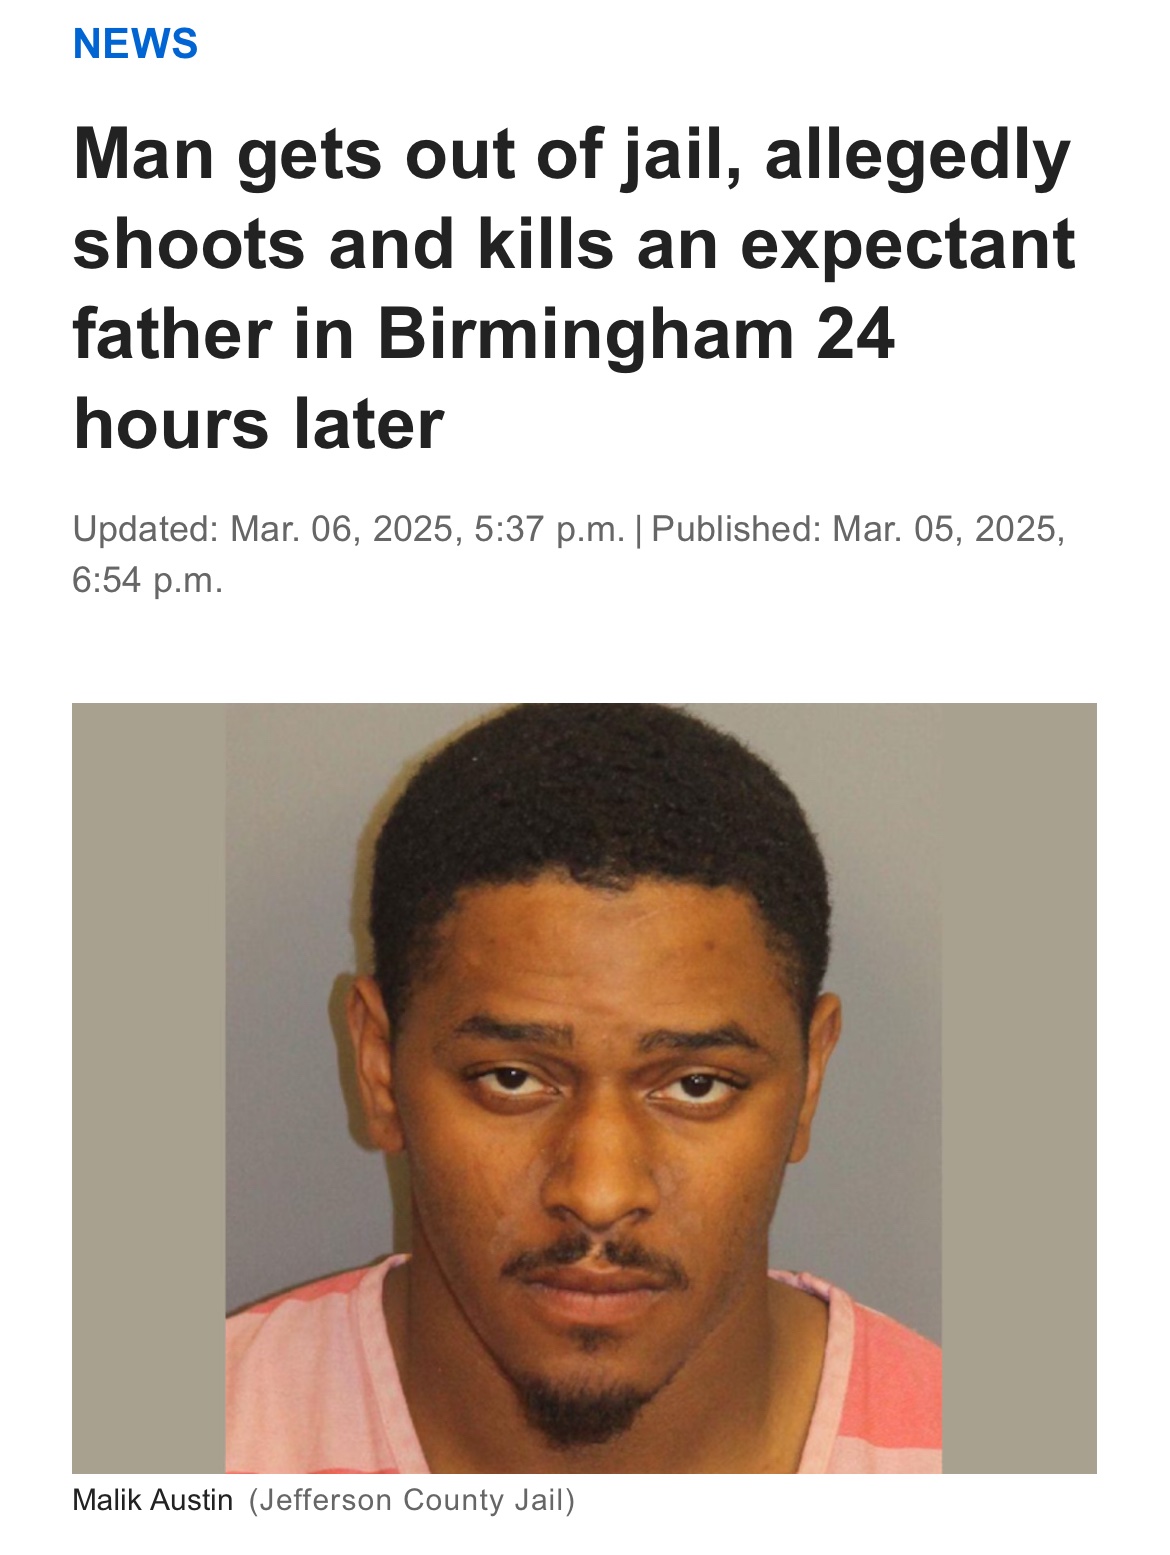 NEWS
Man gets out of jail, allegedly
shoots and kills an expectant
father in Birmingham 24
hours later
Updated: Mar. 06, 2025, 5:37 p.m. | Published: Mar. 05, 2025,
6:54 p.m.
Malik Austin (Jefferson County Jail)